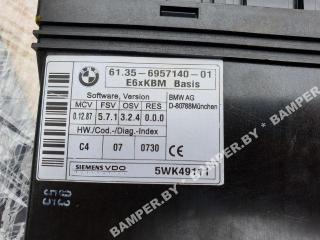 61.35-6957140-01
E6xKBM Basis
Software, Version
MCV FSV OSV RES
0.12.87 5.7.1 3.2.4 0.0.0
BMW AG
D-80788München
HW./Cod.-/Diag.-Index
C4 07 0730
SIEMENS VDO
BAMPER.BY * BAMPER.BY * BAMPER.BY